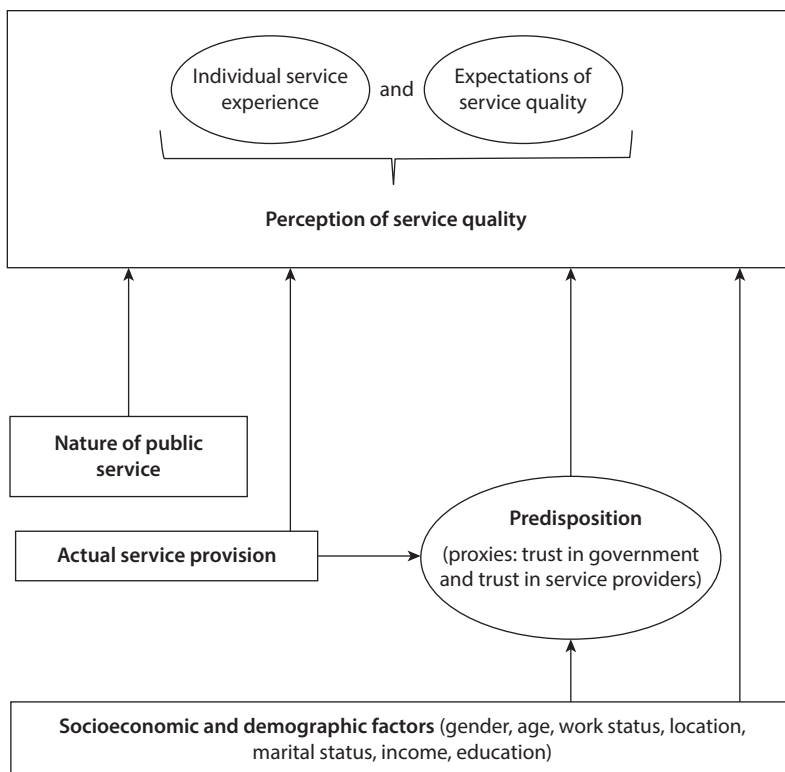 Individual service
experience
and
Expectations of
service quality
Perception of service quality
Nature of public
service
Actual service provision
Predisposition
(proxies: trust in government
and trust in service providers)
Socioeconomic and demographic factors (gender, age, work status, location,
marital status, income, education)